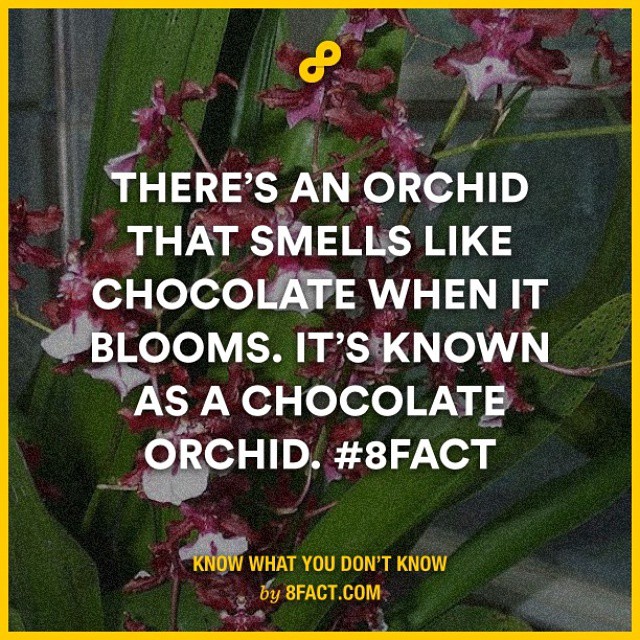 THERE’S AN ORCHID
THAT SMELLS LIKE
CHOCOLATE WHEN IT
BLOOMS. IT’S KNOWN
AS A CHOCOLATE
ORCHID. #8FACT
KNOW WHAT YOU DON’T KNOW
by 8FACT.COM